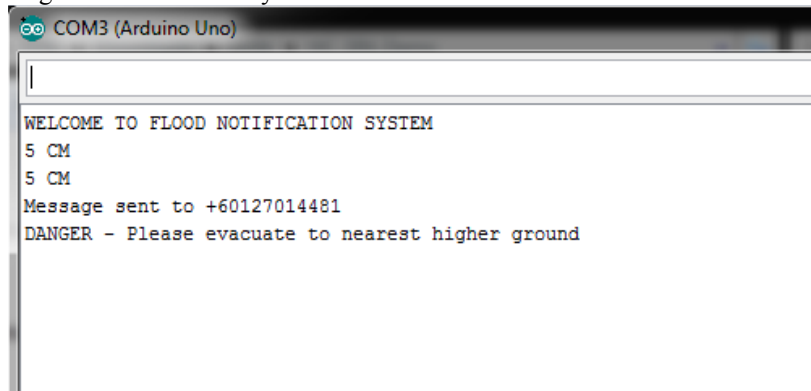 COM3 (Arduino Uno)
WELCOME TO FLOOD NOTIFICATION SYSTEM
5 CM
5 CM
Message sent to +60127014481
DANGER - Please evacuate to nearest higher ground